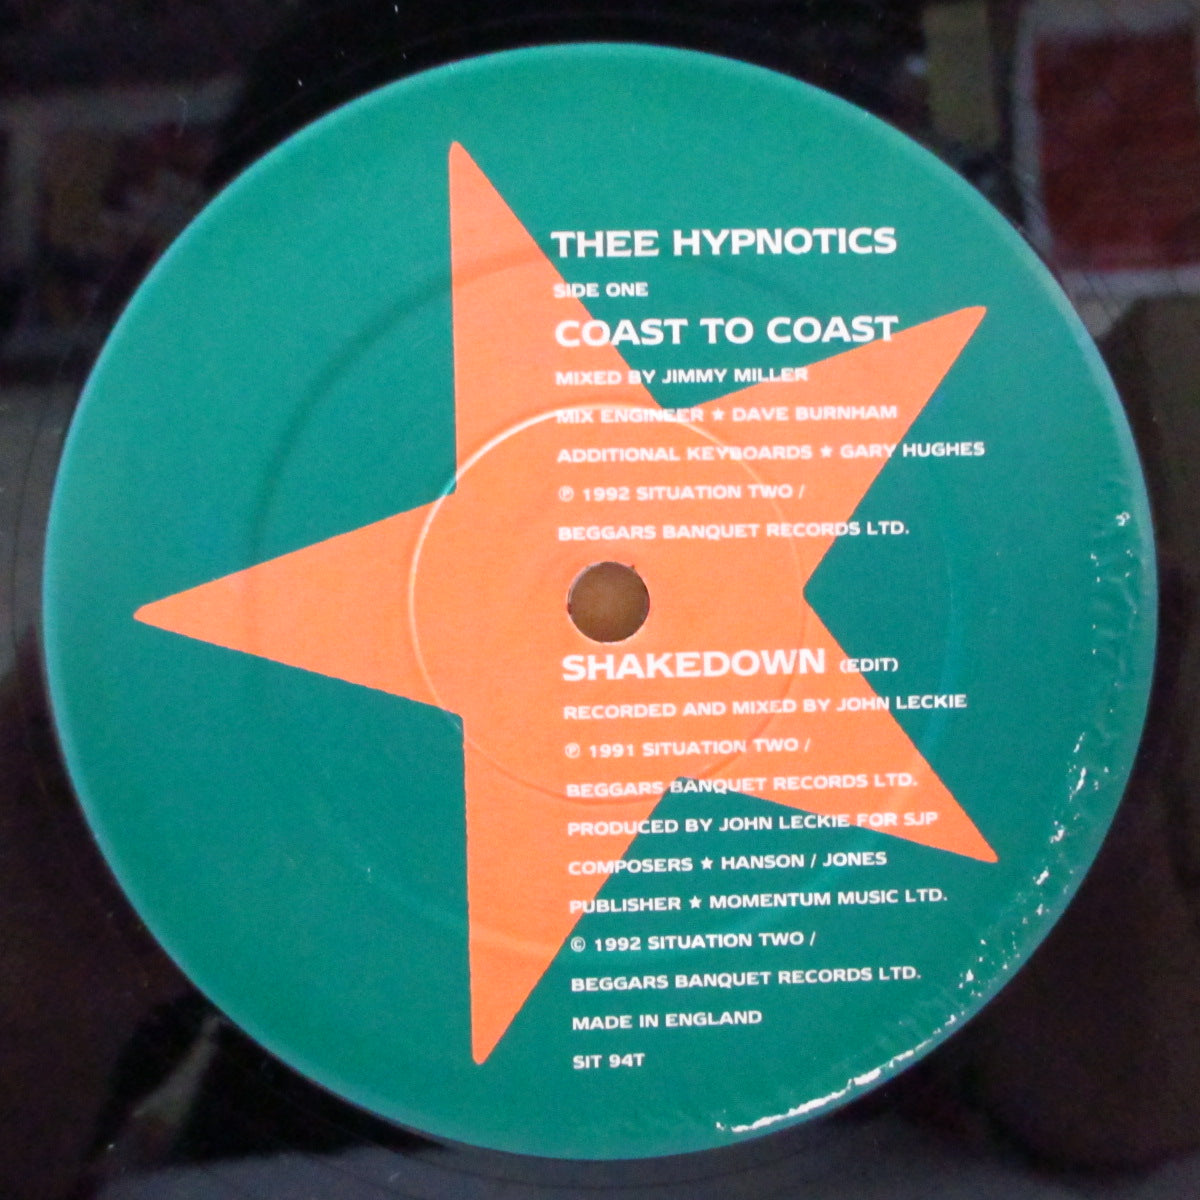 THEE HYPNOTICS
SIDE ONE
COAST TO COAST
MIXED BY JIMMY MILLER
MIX ENGINEER ★ DAVE BURNHAM
ADDITIONAL KEYBOARDS ★ GARY HUGHES
℗ 1992 SITUATION TWO /
BEGGARS BANQUET RECORDS LTD.
SHAKEDOWN (EDIT)
RECORDED AND MIXED BY JOHN LECKIE
℗ 1991 SITUATION TWO /
BEGGARS BANQUET RECORDS LTD.
PRODUCED BY JOHN LECKIE FOR SJP
COMPOSERS ★ HANSON / JONES
PUBLISHER ★ MOMENTUM MUSIC LTD.
© 1992 SITUATION TWO /
BEGGARS BANQUET RECORDS LTD.
MADE IN ENGLAND
SIT 94T